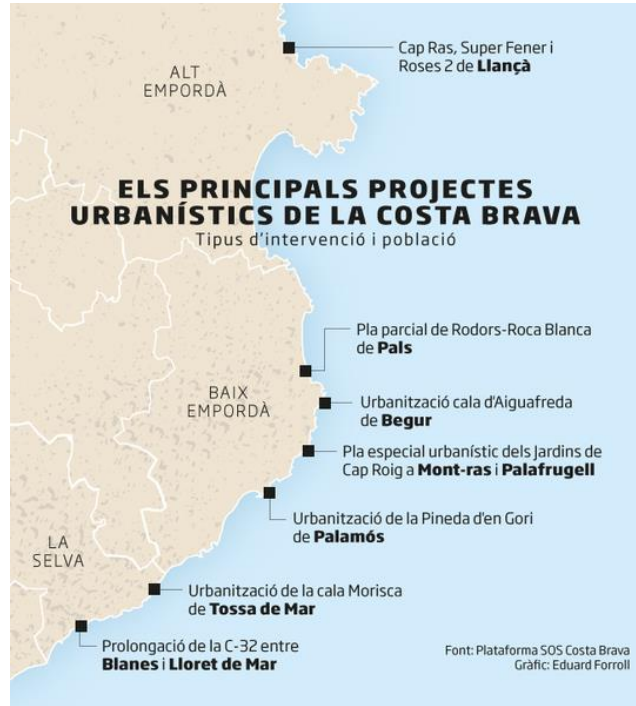 Cap Ras, Super Fener i
Roses 2 de Llançà
ALT
EMPORDÀ
ELS PRINCIPALS PROJECTES
URBANÍSTICS DE LA COSTA BRAVA
Tipus d'intervenció i població
Pla parcial de Rodors-Roca Blanca
de Pals
BAIX
EMPORDÀ
Urbanització cala d'Aiguafreda
de Begur
Pla especial urbanístic dels Jardins de
Cap Roig a Mont-ras i Palafrugell
Urbanització de la Pineda d'en Gori
de Palamós
LA
SELVA
Urbanització de la cala Morisca
de Tossa de Mar
Prolongació de la C-32 entre
Blanes i Lloret de Mar
Font: Plataforma SOS Costa Brava
Gràfic: Eduard Forroll